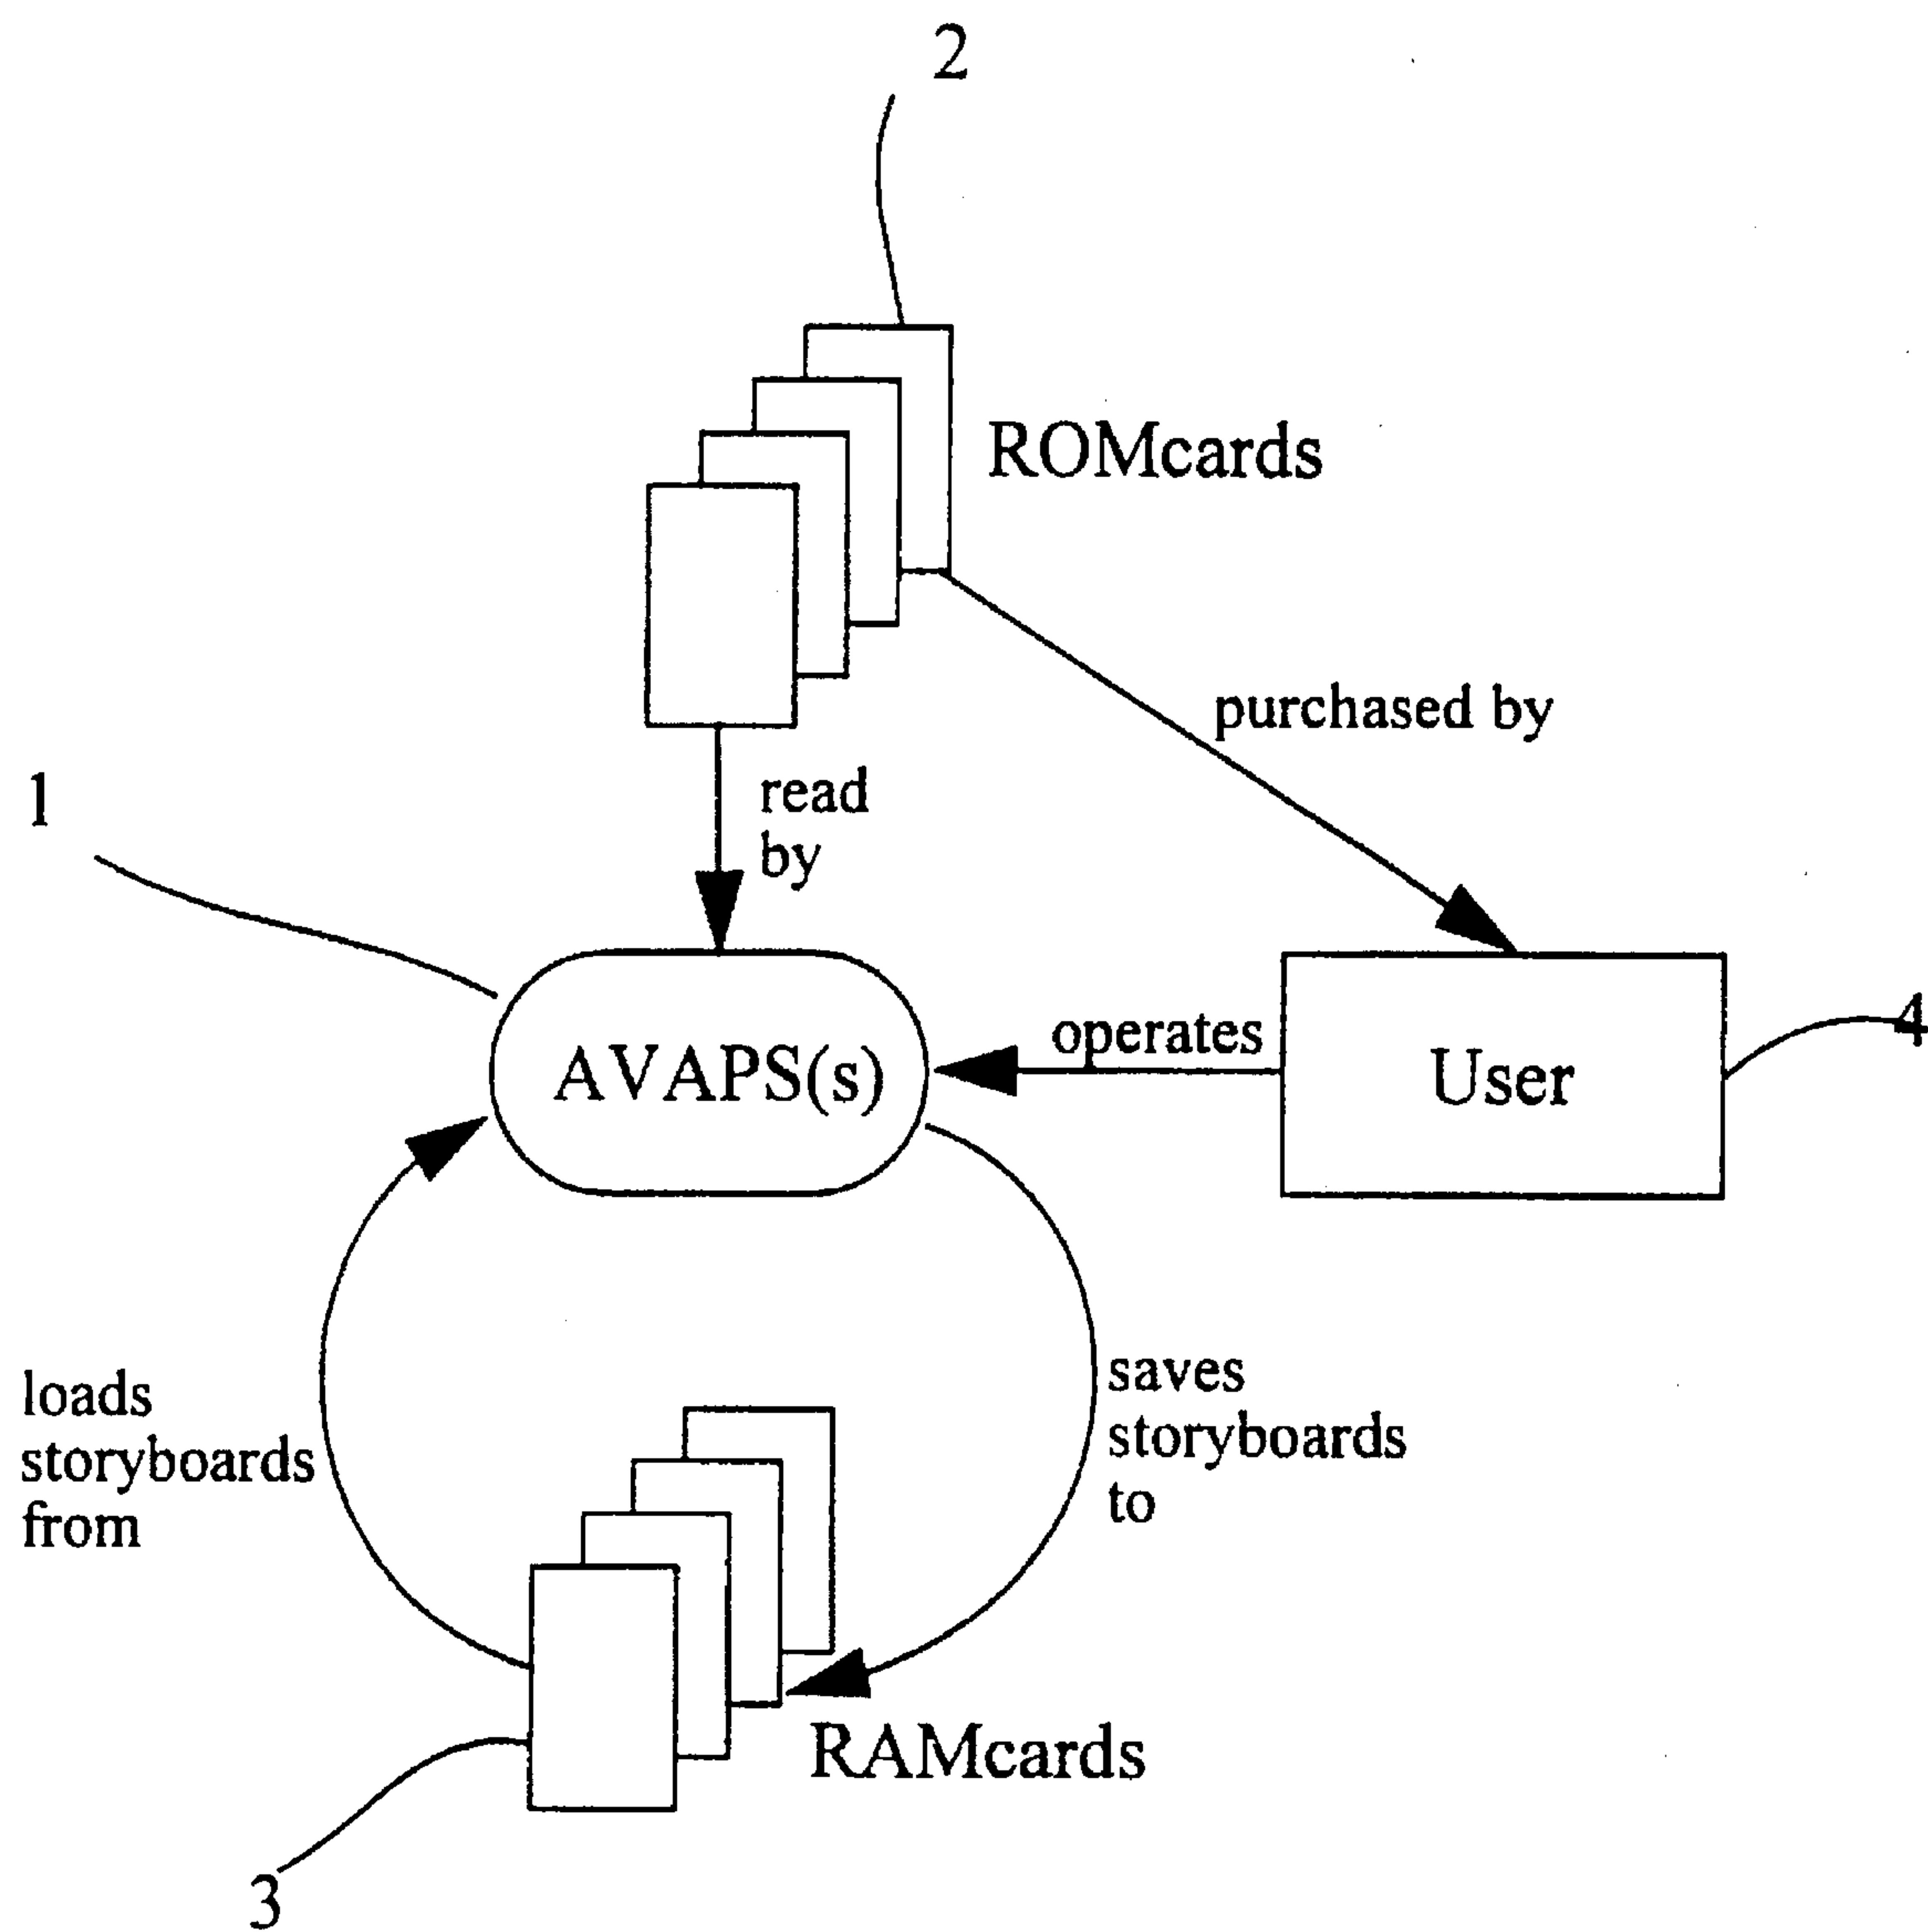 2
ROMcards
purchased by
read
by
1
operates
4
AVAPS(s)
User
loads
storyboards
from
saves
storyboards
to
RAMcards
3